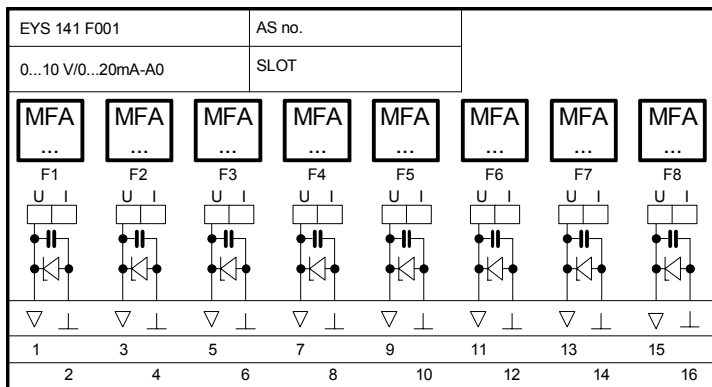 EYS 141 F001 AS no.
0...10 V/0...20mA-A0 SLOT
MFA MFA MFA MFA MFA MFA MFA MFA
... ... ... ... ... ... ... ...
F1 F2 F3 F4 F5 F6 F7 F8
U I U I U I U I U I U I U I U I
1 3 5 7 9 11 13 15
2 4 6 8 10 12 14 16